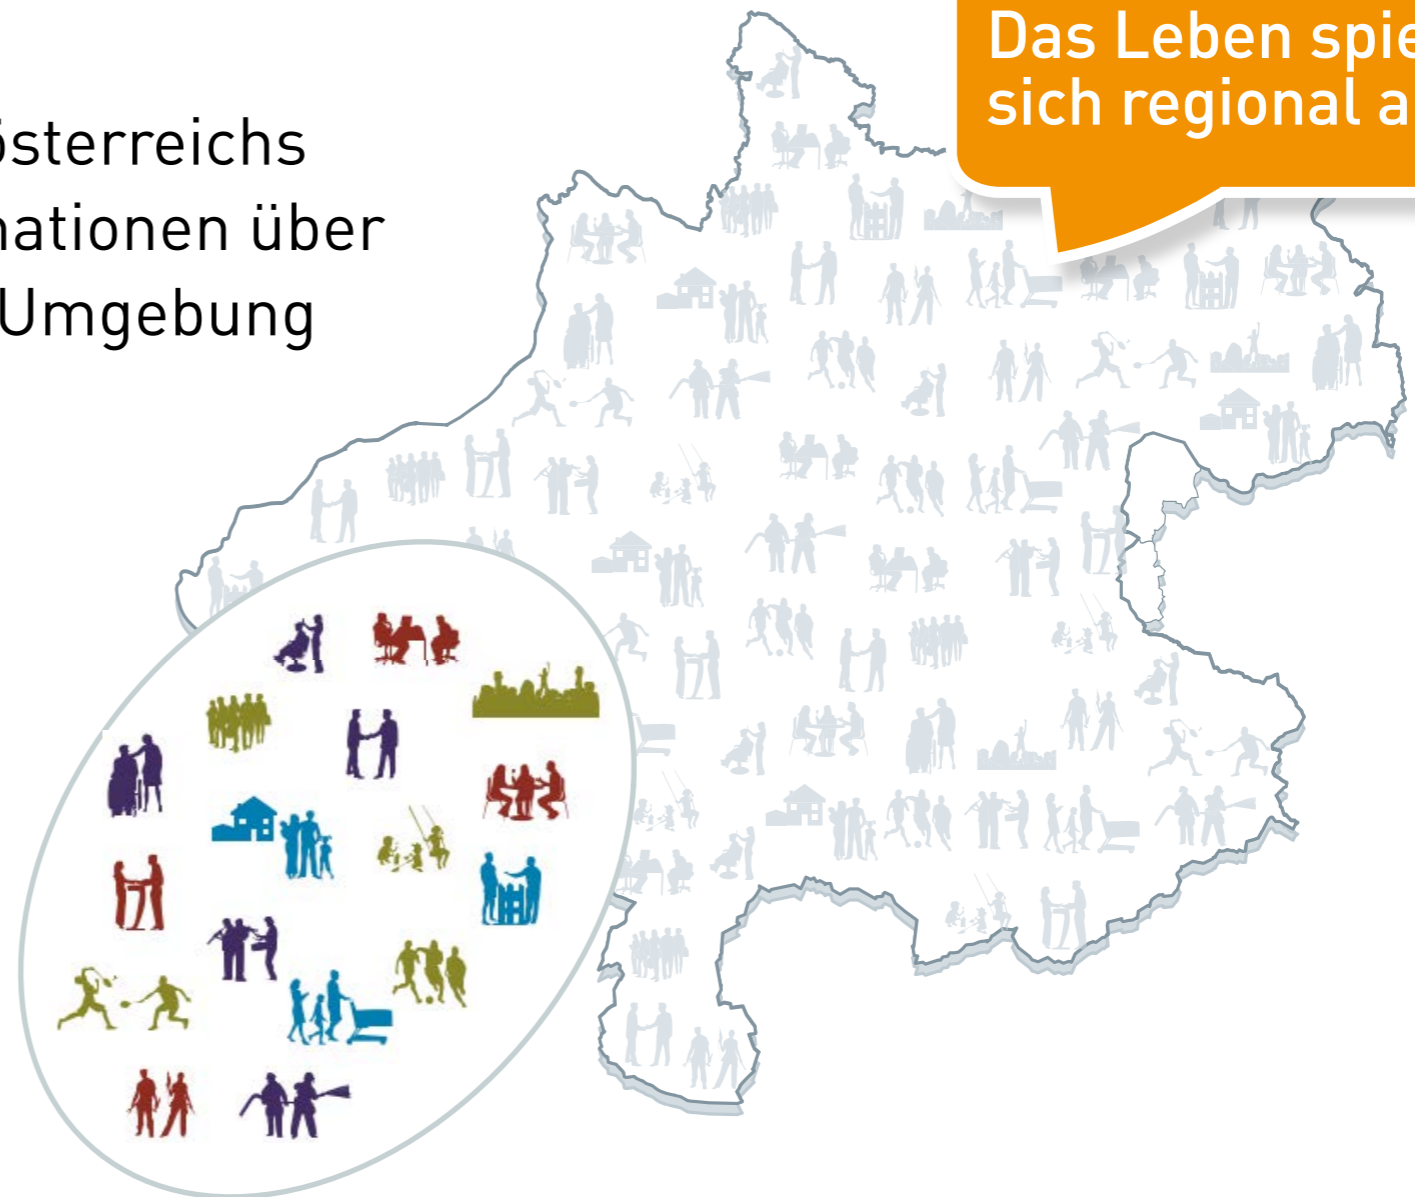 österreichs
nationen über
Umgebung
Das Leben spie
sich regional a